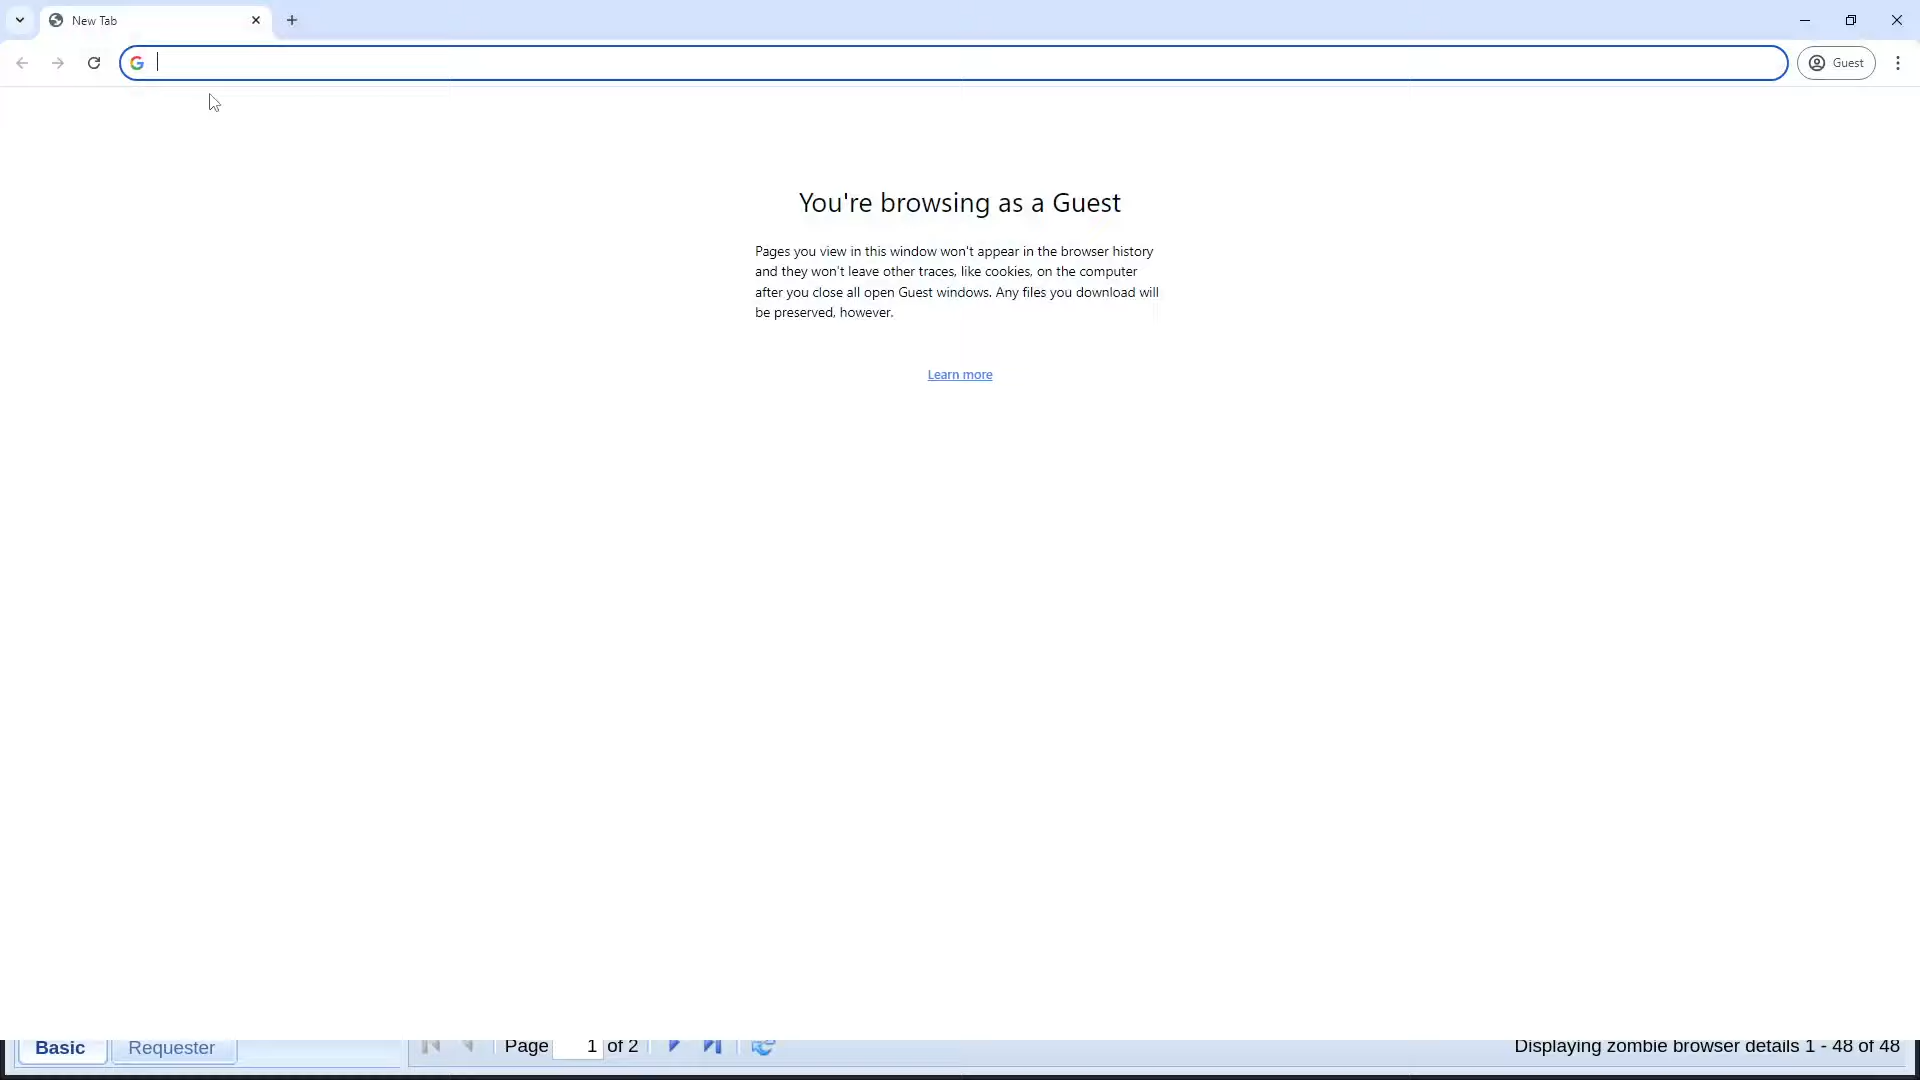 New Tab
Guest
You're browsing as a Guest
Pages you view in this window won't appear in the browser history
and they won't leave other traces, like cookies, on the computer
after you close all open Guest windows. Any files you download will
be preserved, however.
Learn more
Basic Requester Page 1 of 2 Displaying zombie browser details 1 - 48 of 48